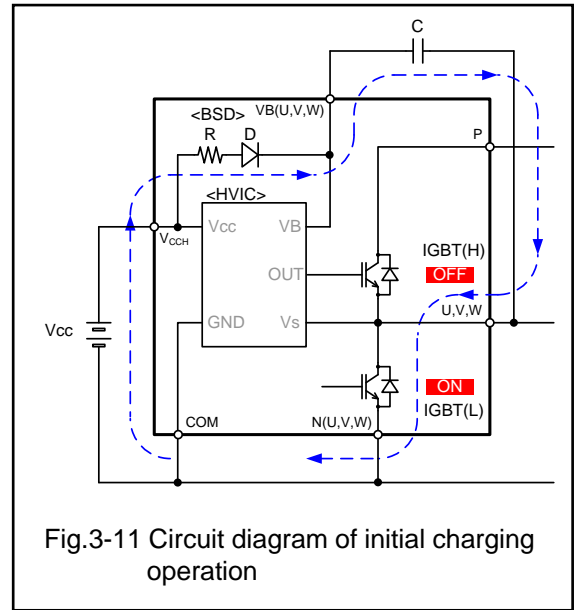 C
VB(U,V,W)
<BSD>
R D
P
<HVIC>
Vcc VB
VCCH
IGBT(H)
OUT
OFF
U,V,W
Vcc
GND Vs
ON
IGBT(L)
COM N(U,V,W)
Fig.3-11 Circuit diagram of initial charging
operation